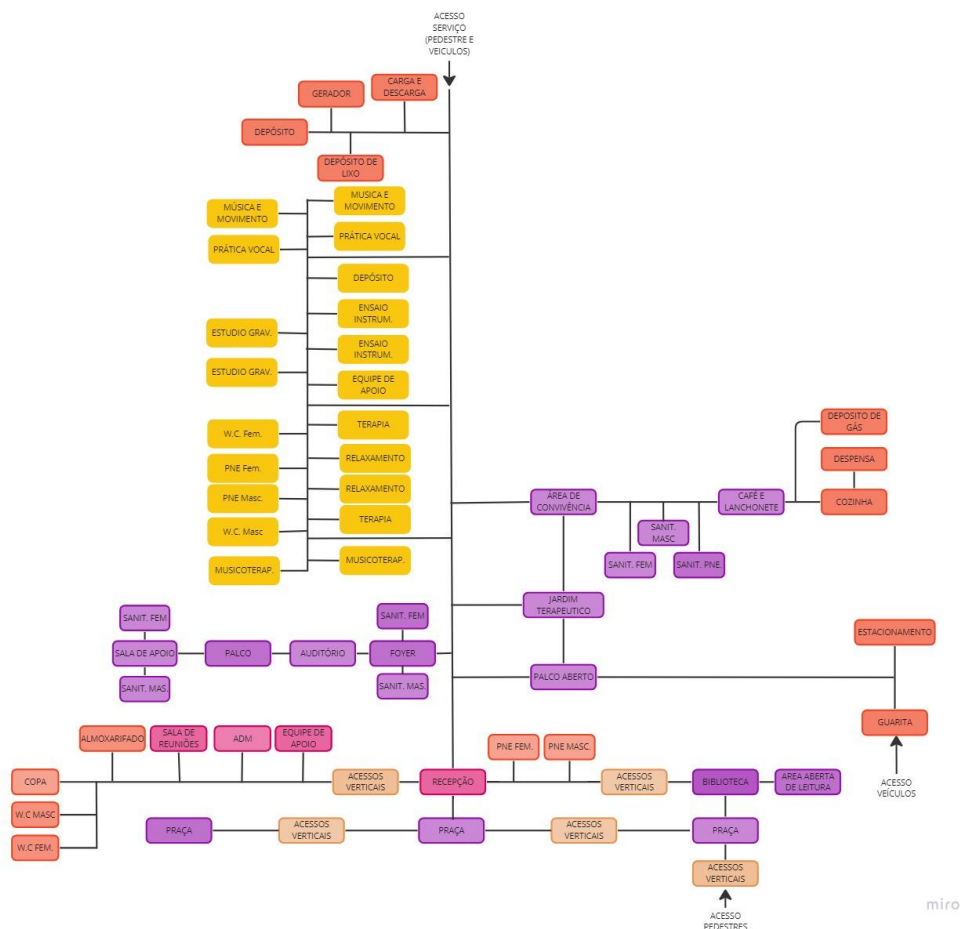 ACESSO
SERVIÇO
(PEDESTRE E
VEICULOS)
GERADOR
CARGA E
DESCARGA
DEPÓSITO
DEPÓSITO DE
LIXO
MÚSICA E
MOVIMENTO
MUSICA E
MOVIMENTO
PRÁTICA VOCAL
PRÁTICA VOCAL
DEPÓSITO
ENSAIO
INSTRUM.
ESTUDIO GRAV.
ENSAIO
INSTRUM.
ESTUDIO GRAV.
EQUIPE DE
APOIO
W.C. Fem.
TERAPIA
PNE Fem.
RELAXAMENTO
PNE Masc.
RELAXAMENTO
W.C. Masc
TERAPIA
MUSICOTERAP.
MUSICOTERAP.
DEPOSITO DE
GÁS
DESPENSA
ÁREA DE
CONVIVÊNCIA
CAFÉ E
LANCHONETE
COZINHA
SANIT.
MASC
SANIT. FEM
SANIT. PNE.
JARDIM
TERAPEUTICO
SANIT. FEM
SANIT. FEM
ESTACIONAMENTO
SALA DE APOIO
PALCO
AUDITÓRIO
FOYER
PALCO ABERTO
SANIT. MAS.
SANIT. MAS.
GUARITA
ALMOXARIFADO
SALA DE
REUNIÕES
ADM
EQUIPE DE
APOIO
PNE FEM.
PNE MASC.
COPA
ACESSOS
VERTICAIS
RECEPÇÃO
ACESSOS
VERTICAIS
BIBLIOTECA
AREA ABERTA
DE LEITURA
ACESSO
VEÍCULOS
W.C MASC
W.C FEM.
PRAÇA
ACESSOS
VERTICAIS
PRAÇA
ACESSOS
VERTICAIS
PRAÇA
ACESSOS
VERTICAIS
ACESSO
PEDESTRES
miro